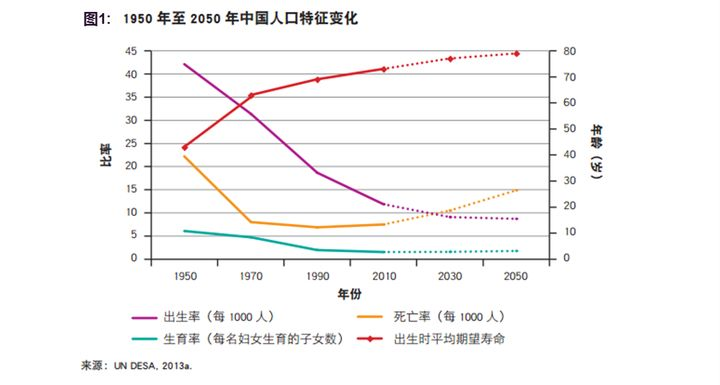 图1: 1950 年至 2050 年中国人口特征变化
45
40
35
30
25
20
15
10
5
0
比率
80
70
60
50
40
30
20
10
0
年龄（岁）
1950
1970
1990
2010
2030
2050
年份
出生率（每 1000 人）
死亡率（每 1000 人）
生育率（每名妇女生育的子女数）
出生时平均期望寿命
来源：UN DESA, 2013a.